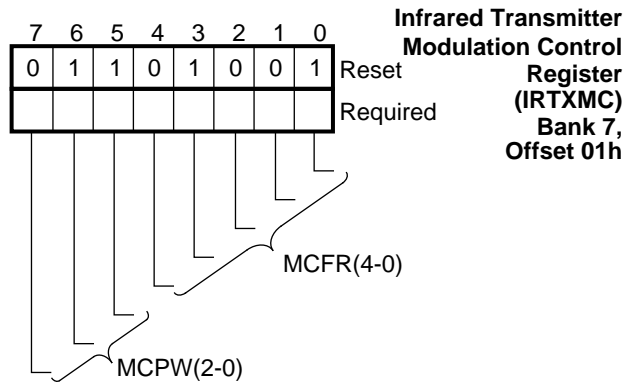 Infrared Transmitter
Modulation Control
Register
(IRTXMC)
Bank 7,
Offset 01h
7 6 5 4 3 2 1 0
0 1 1 0 1 0 0 1 Reset
Required
MCFR(4-0)
MCPW(2-0)